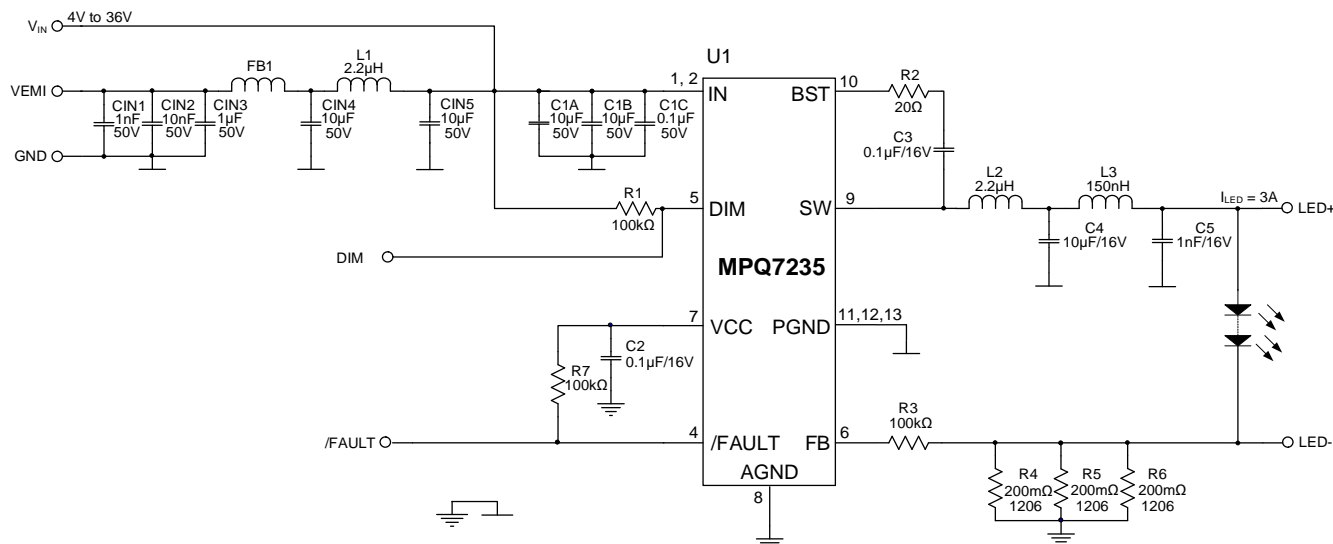 VIN 4V to 36V
VEMI
GND
FB1
L1
2.2µH
CIN1
1nF
50V
CIN2
10nF
50V
CIN3
1µF
50V
CIN4
10µF
50V
CIN5
10µF
50V
C1A
10µF
50V
C1B
10µF
50V
C1C
0.1µF
50V
U1
1, 2
IN
BST
10
R2
20Ω
C3
0.1µF/16V
R1
100kΩ
5
DIM
SW
9
L2
2.2µH
L3
150nH
ILED = 3A
LED+
C4
10µF/16V
C5
1nF/16V
DIM
MPQ7235
7
VCC
PGND
11,12,13
C2
0.1µF/16V
R7
100kΩ
/FAULT
4
/FAULT
FB
6
R3
100kΩ
LED-
AGND
8
R4
200mΩ
1206
R5
200mΩ
1206
R6
200mΩ
1206